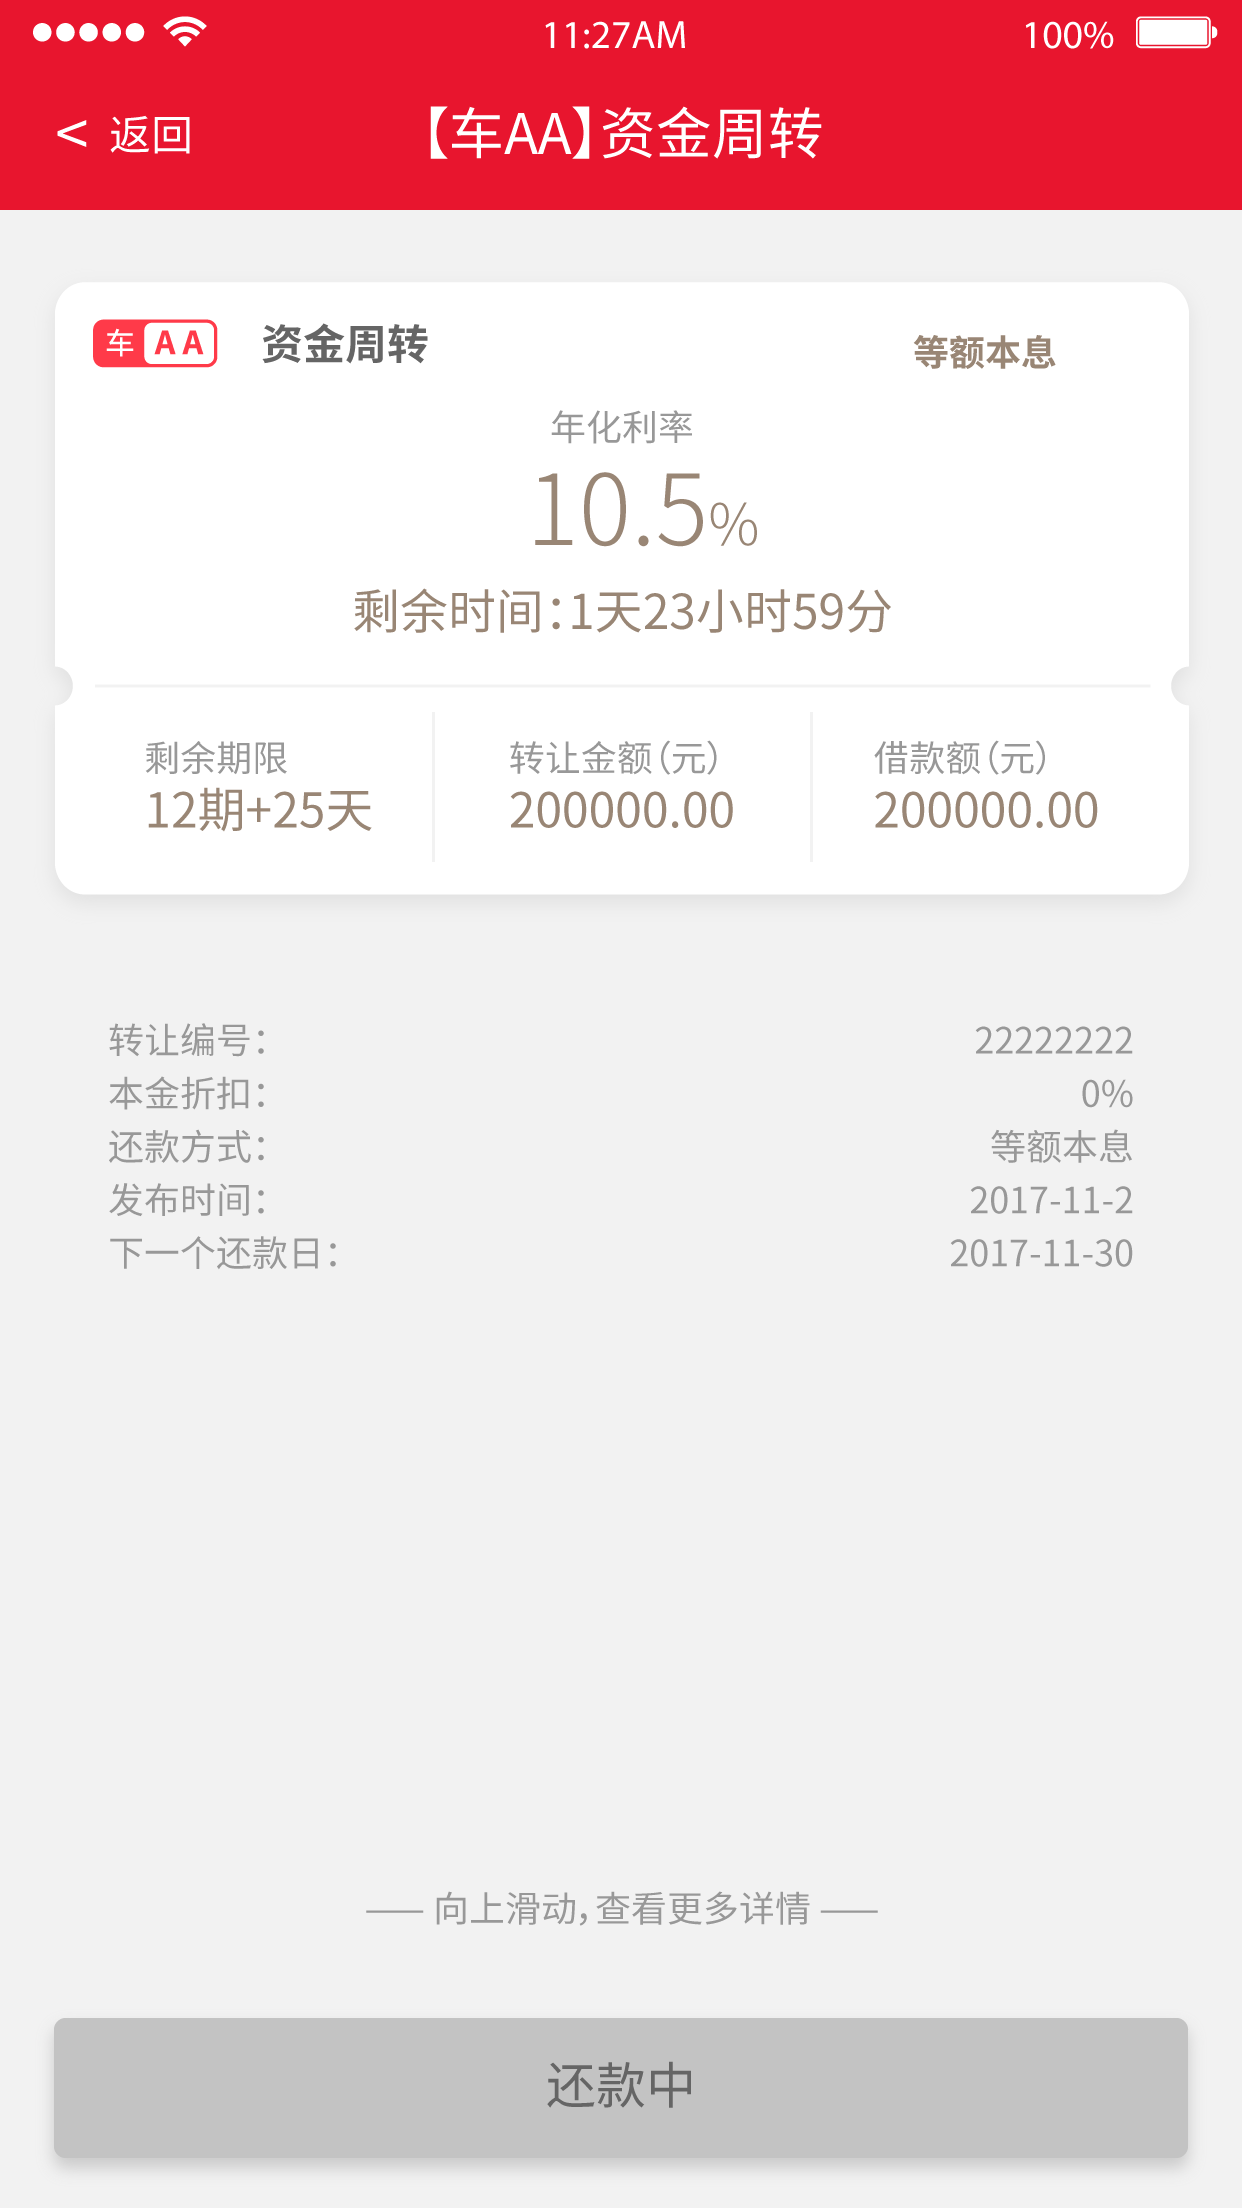 11:27AM 100%
< 返回 【车AA】资金周转
车 AA 资金周转 等额本息
年化利率
10.5%
剩余时间：1天23小时59分
剩余期限 转让金额（元） 借款额（元）
12期+25天 200000.00 200000.00
转让编号： 22222222
本金折扣： 0%
还款方式： 等额本息
发布时间： 2017-11-2
下一个还款日： 2017-11-30
—— 向上滑动，查看更多详情 ——
还款中